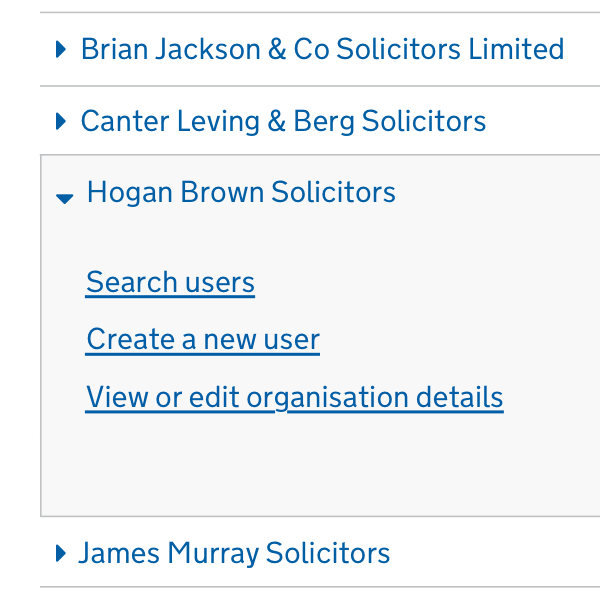 Brian Jackson & Co Solicitors Limited
Canter Leving & Berg Solicitors
Hogan Brown Solicitors
Search users
Create a new user
View or edit organisation details
James Murray Solicitors